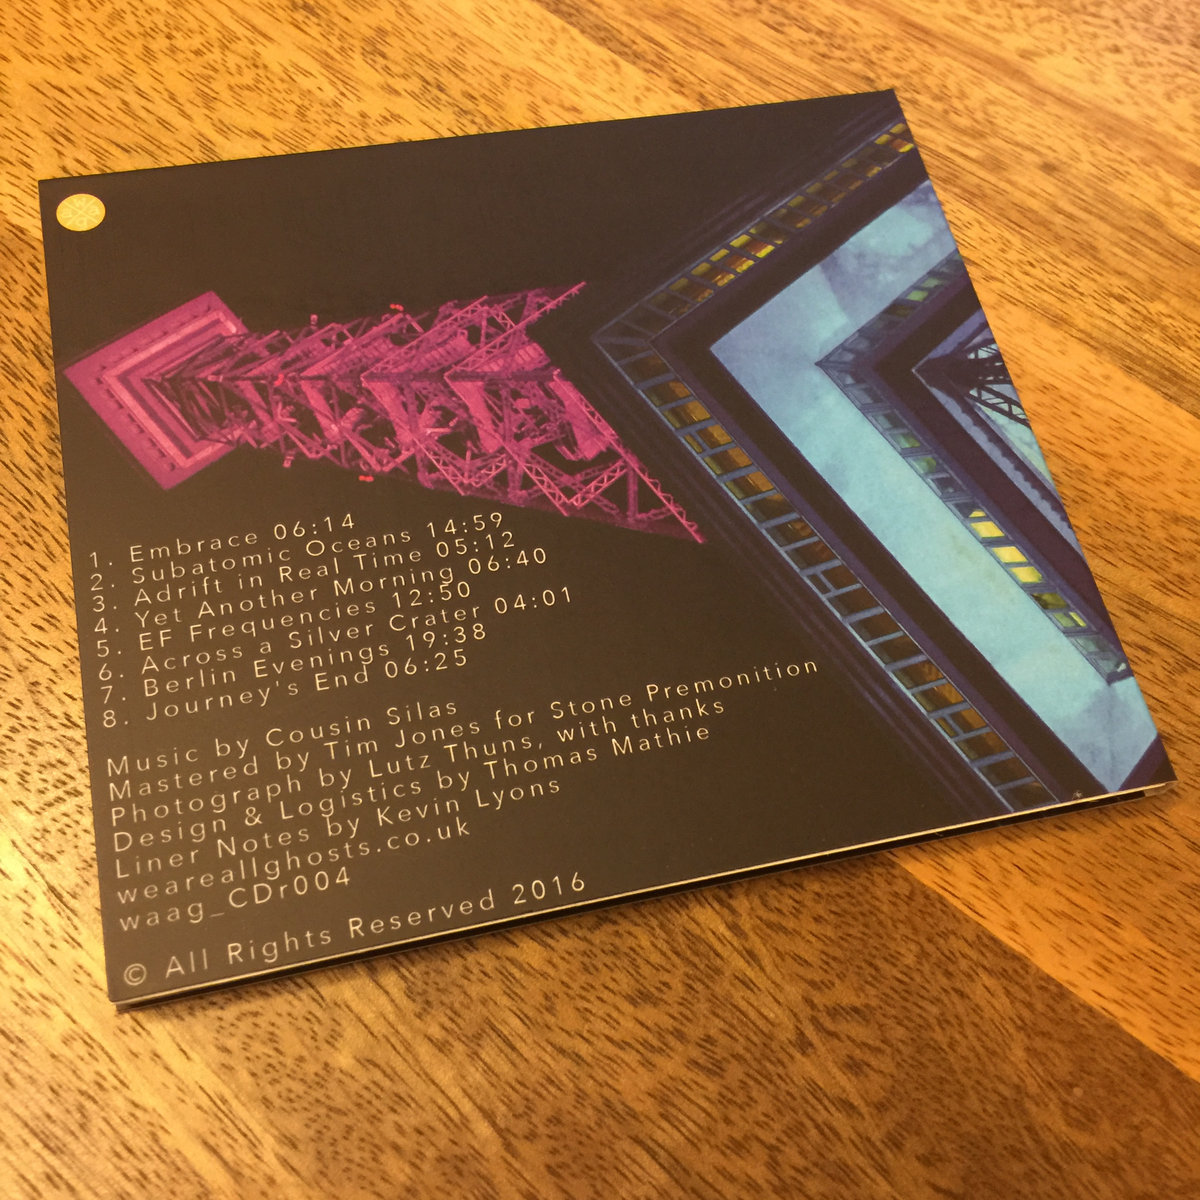 1. Embrace 06:14
2. Subatomic Oceans 14:59
3. Adrift in Real Time 05:12
4. Yet Another Morning 06:40
5. EF Frequencies 12:50
6. Across a Silver Crater 04:01
7. Berlin Evenings 19:38
8. Journey's End 06:25
Music by Cousin Silas
Mastered by Tim Jones for Stone Premonition
Photograph by Lutz Thuns, with thanks
Design & Logistics by Thomas Mathie
Liner Notes by Kevin Lyons
weareallghosts.co.uk
waag_CDr004
© All Rights Reserved 2016